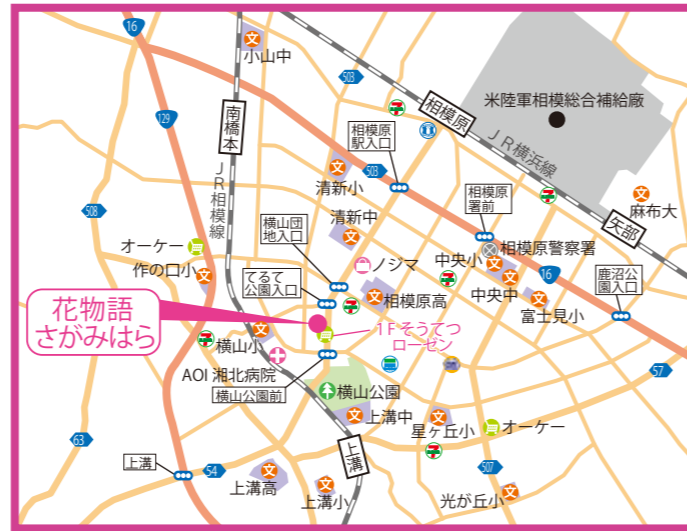 16
小山中
503
相模原
米陸軍相模総合補給廠
129
南橋本
相模原
駅入口
JR横浜線
503
清新小
相模原
署前
麻布大
JR相模線
508
清新中
矢部
オーケー
横山団
地入口
ノジマ
中央小
相模原警察署
作の口小
てるて
公園入口
相模原高
中央中
16
鹿沼公
園入口
富士見小
花物語
さがみはら
1Fそうてつ
ローゼン
横山小
AOI 湘北病院
横山公園前
横山公園
57
上溝中
星ヶ丘小
オーケー
63
上溝
上溝
54
上溝高
上溝小
507
光が丘小